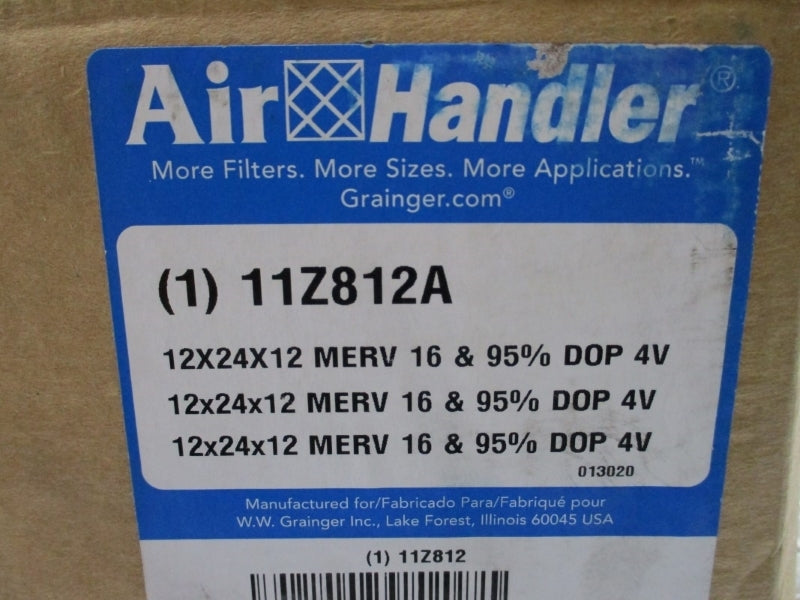 Air Handler®
More Filters. More Sizes. More Applications.™
Grainger.com®
(1) 11Z812A
12X24X12 MERV 16 & 95% DOP 4V
12x24x12 MERV 16 & 95% DOP 4V
12x24x12 MERV 16 & 95% DOP 4V
013020
Manufactured for/Fabricado Para/Fabriqué pour
W.W. Grainger Inc., Lake Forest, Illinois 60045 USA
(1) 11Z812